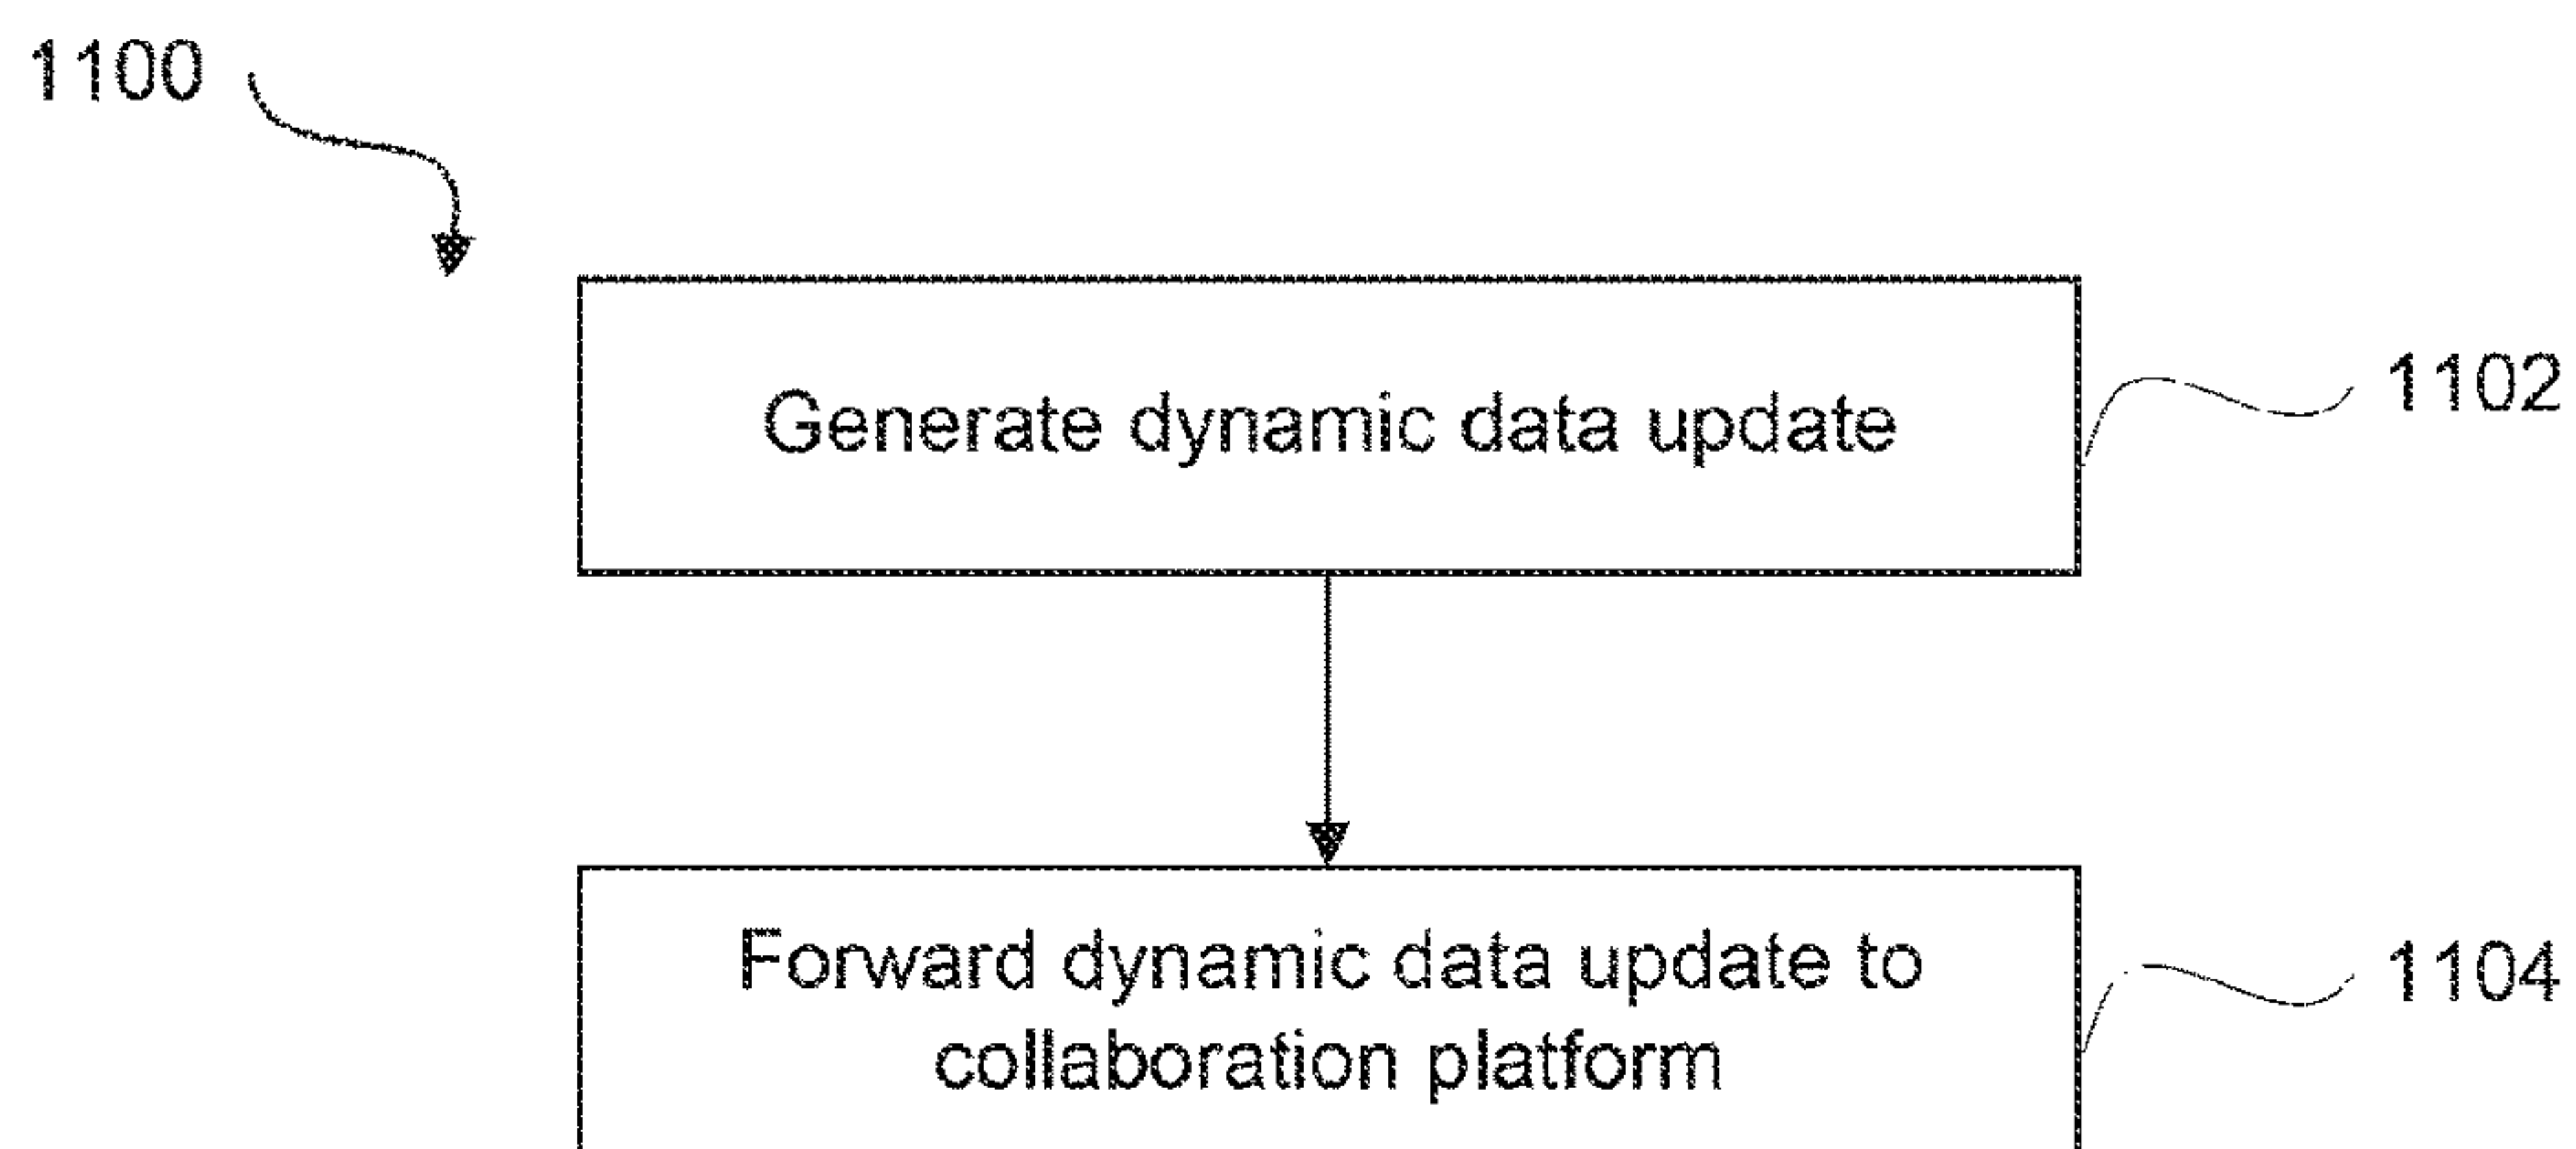 1100
Generate dynamic data update
1102
Forward dynamic data update to
collaboration platform
1104